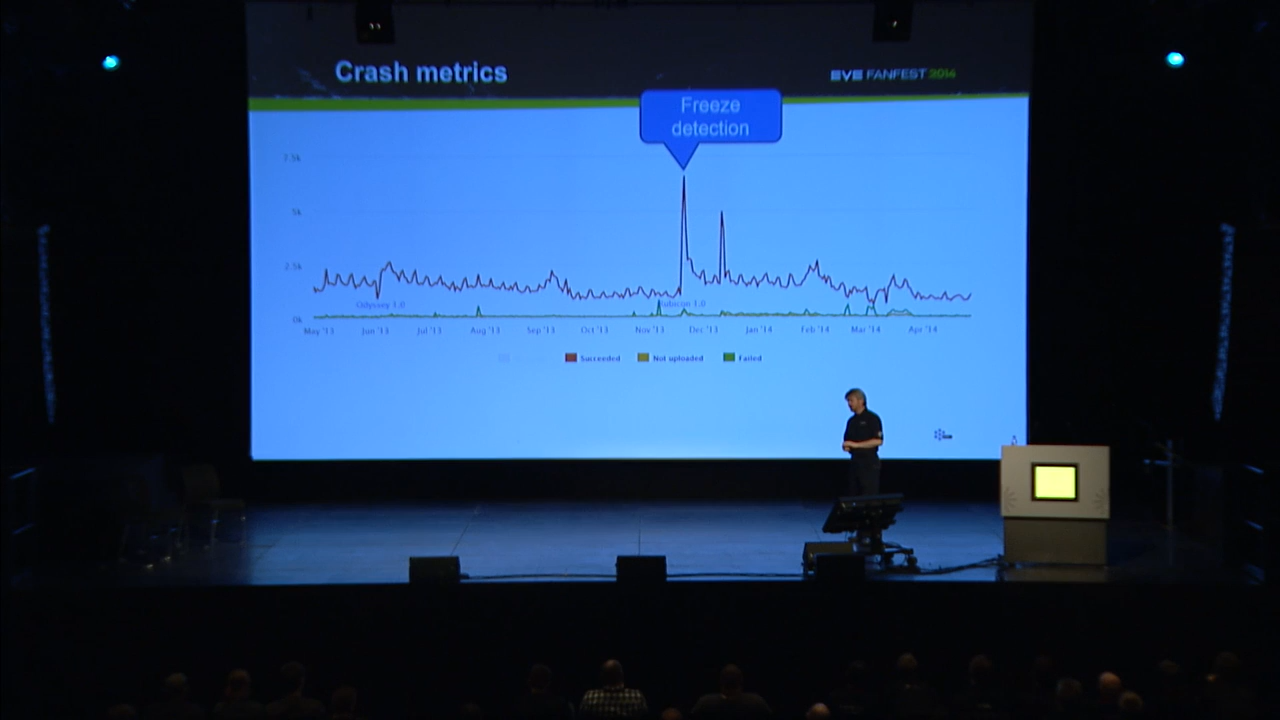 Crash metrics
EVE FANFEST 2014
Freeze
detection
7.5k
5k
2.5k
Odyssey 1.0
Rubicon 1.0
0k
May '13 Jun '13 Jul '13 Aug '13 Sep '13 Oct '13 Nov '13 Dec '13 Jan '14 Feb '14 Mar '14 Apr '14
Succeeded Not uploaded Failed